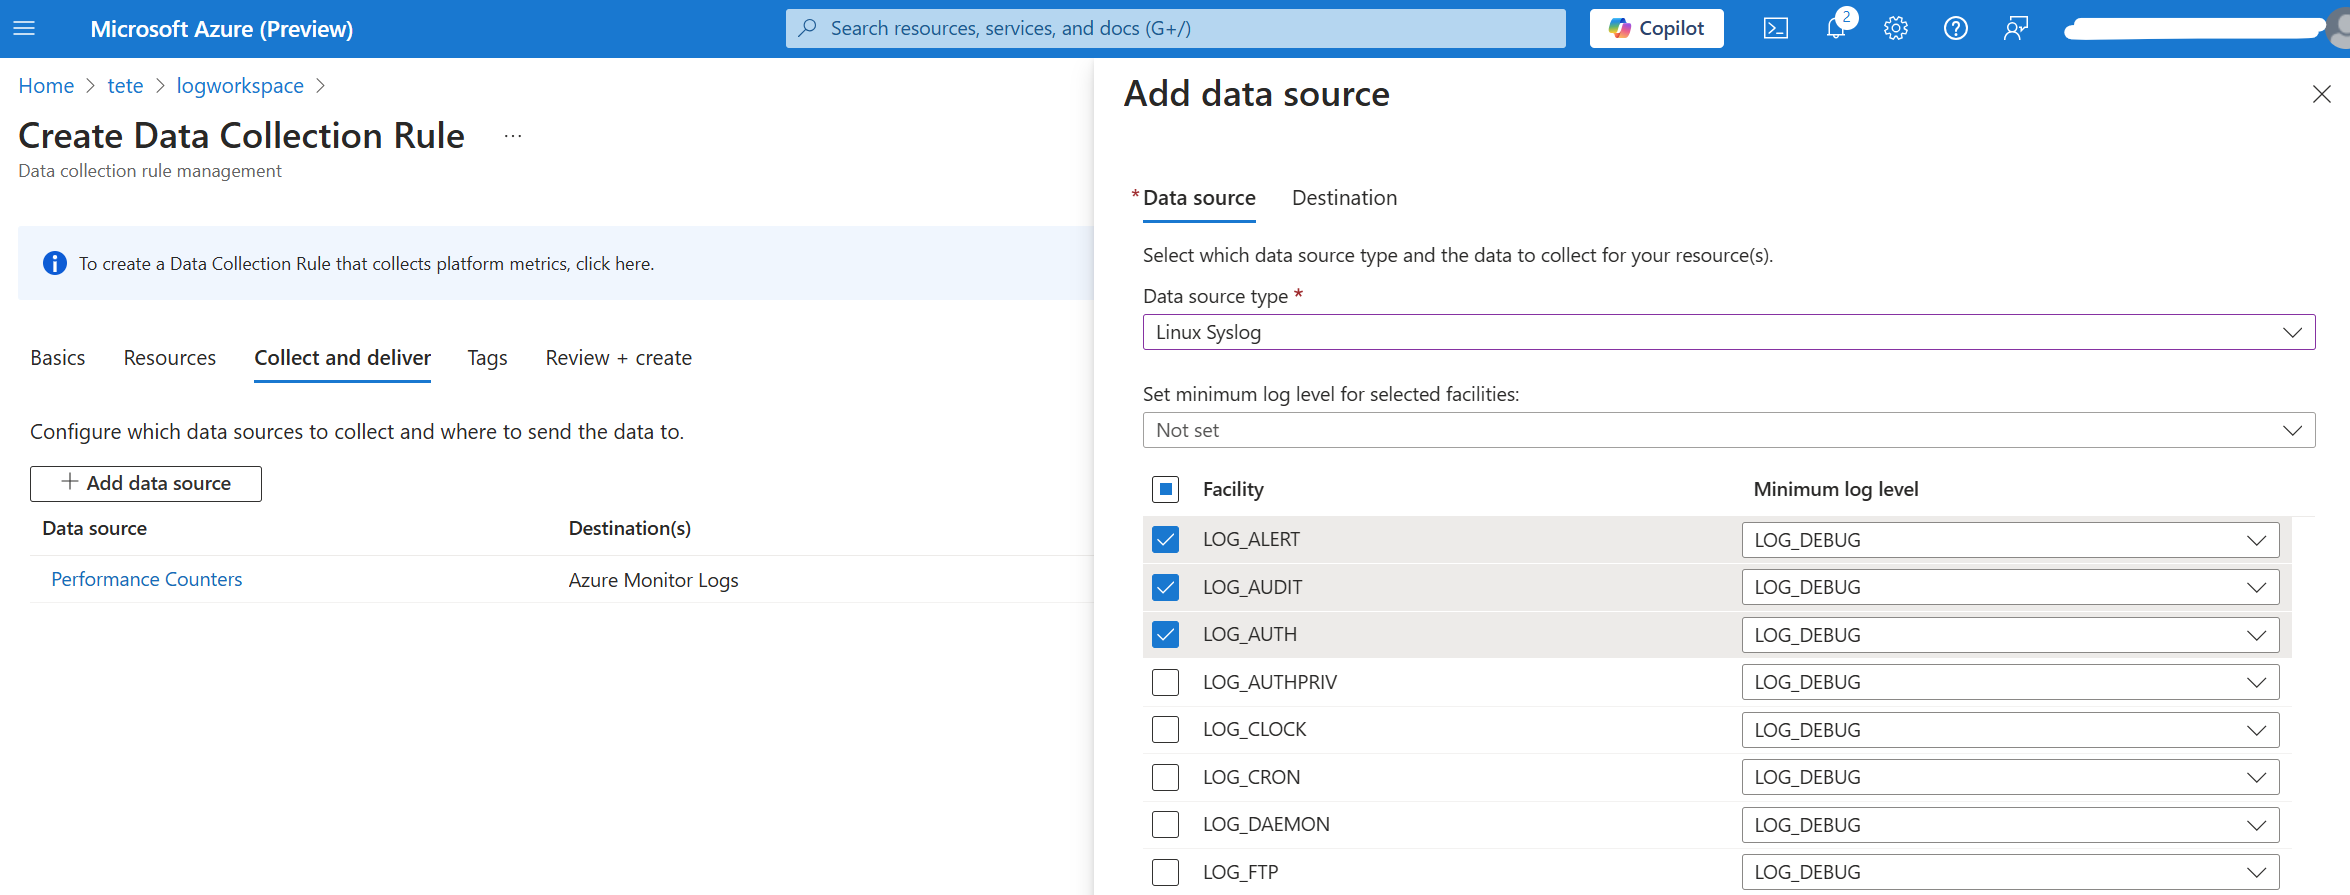 Microsoft Azure (Preview)
Search resources, services, and docs (G+/)
Copilot
2
Home > tete > logworkspace >
Create Data Collection Rule ...
Data collection rule management
To create a Data Collection Rule that collects platform metrics, click here.
Basics Resources Collect and deliver Tags Review + create
Configure which data sources to collect and where to send the data to.
+ Add data source
Data source Destination(s)
Performance Counters Azure Monitor Logs
Add data source
* Data source Destination
Select which data source type and the data to collect for your resource(s).
Data source type *
Linux Syslog
Set minimum log level for selected facilities:
Not set
Facility Minimum log level
LOG_ALERT LOG_DEBUG
LOG_AUDIT LOG_DEBUG
LOG_AUTH LOG_DEBUG
LOG_AUTHPRIV LOG_DEBUG
LOG_CLOCK LOG_DEBUG
LOG_CRON LOG_DEBUG
LOG_DAEMON LOG_DEBUG
LOG_FTP LOG_DEBUG